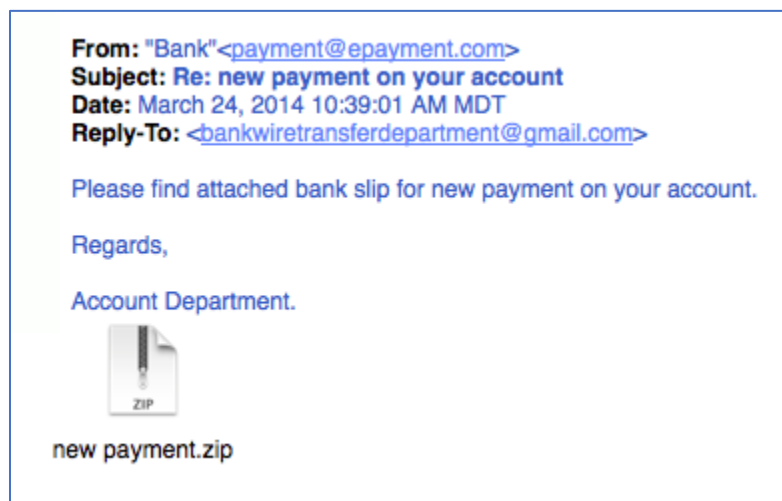 From: "Bank"<payment@epayment.com>
Subject: Re: new payment on your account
Date: March 24, 2014 10:39:01 AM MDT
Reply-To: <bankwiretransferdepartment@gmail.com>
Please find attached bank slip for new payment on your account.
Regards,
Account Department.
ZIP
new payment.zip